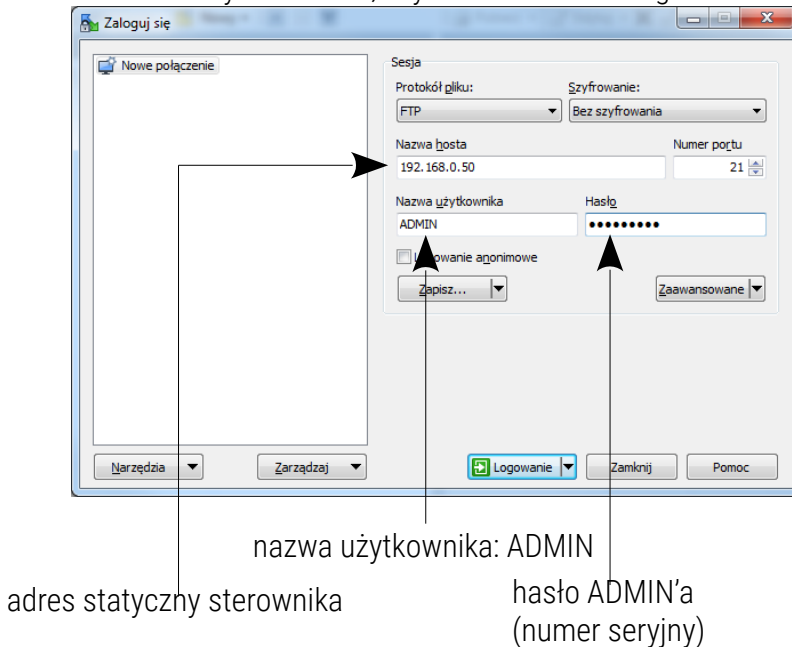 Zaloguj się
Nowe połączenie
Sesja
Protokół pliku:
Szyfrowanie:
FTP
Bez szyfrowania
Nazwa hosta
Numer portu
192.168.0.50
21
Nazwa użytkownika
Hasło
ADMIN
•••••••••
anonimowe
Zapisz...
Zaawansowane
Narzędzia
Zarządzaj
Logowanie
Zamknij
Pomoc
nazwa użytkownika: ADMIN
adres statyczny sterownika
hasło ADMIN’a
(numer seryjny)